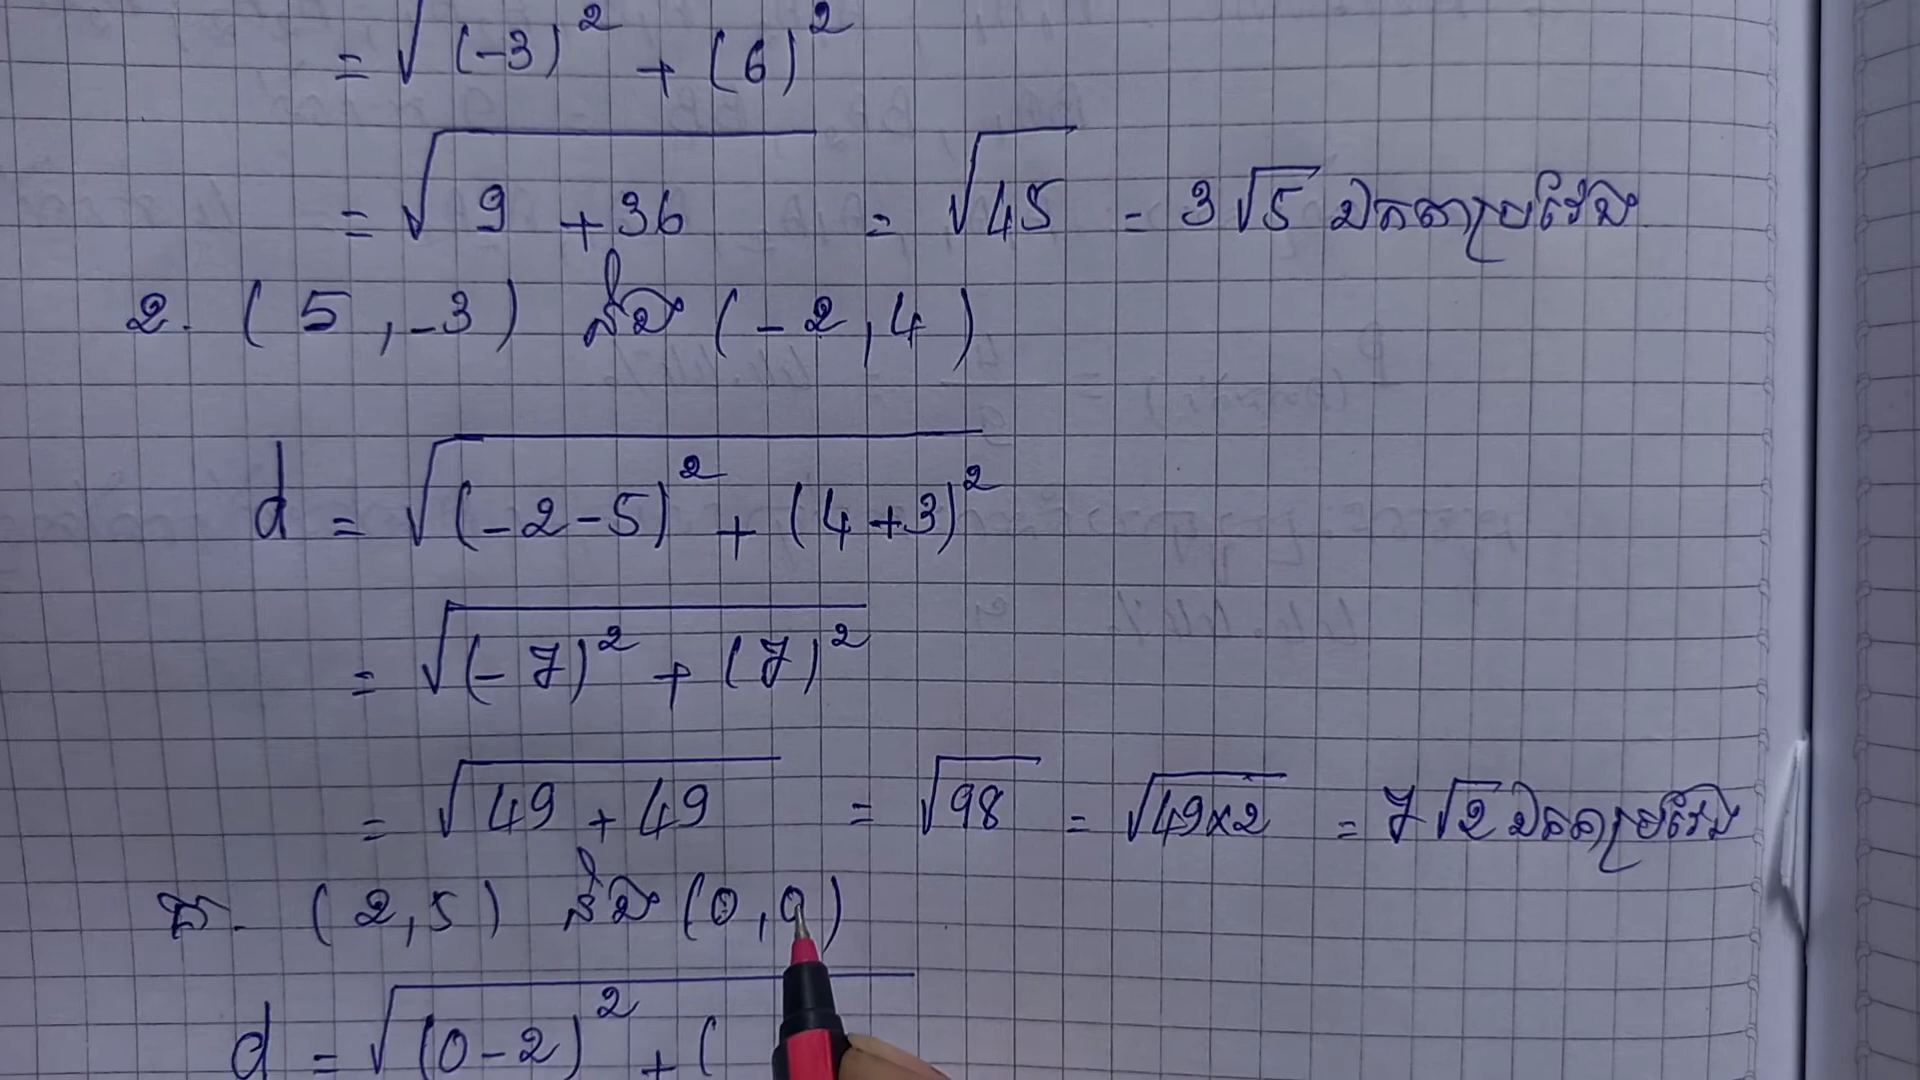 = √(-3)² + (6)²
= √9 + 36 = √45 = 3√5 ឯកតាប្រវែង
2. (5, -3) និង (-2, 4)
d = √(-2-5)² + (4+3)²
= √(-7)² + (7)²
= √49 + 49 = √98 = √49×2 = 7√2 ឯកតាប្រវែង
ជ. (2, 5) និង (0, 0)
d = √(0-2)² + (